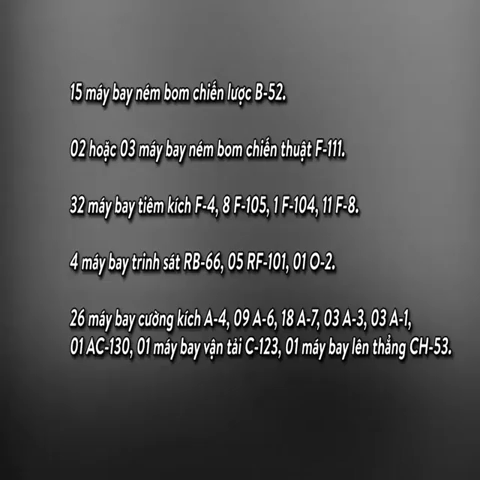 15 máy bay ném bom chiến lược B-52.
02 hoặc 03 máy bay ném bom chiến thuật F-111.
32 máy bay tiêm kích F-4, 8 F-105, 1 F-104, 11 F-8.
4 máy bay trinh sát RB-66, 05 RF-101, 01 O-2.
26 máy bay cường kích A-4, 09 A-6, 18 A-7, 03 A-3, 03 A-1,
01 AC-130, 01 máy bay vận tải C-123, 01 máy bay lên thẳng CH-53.